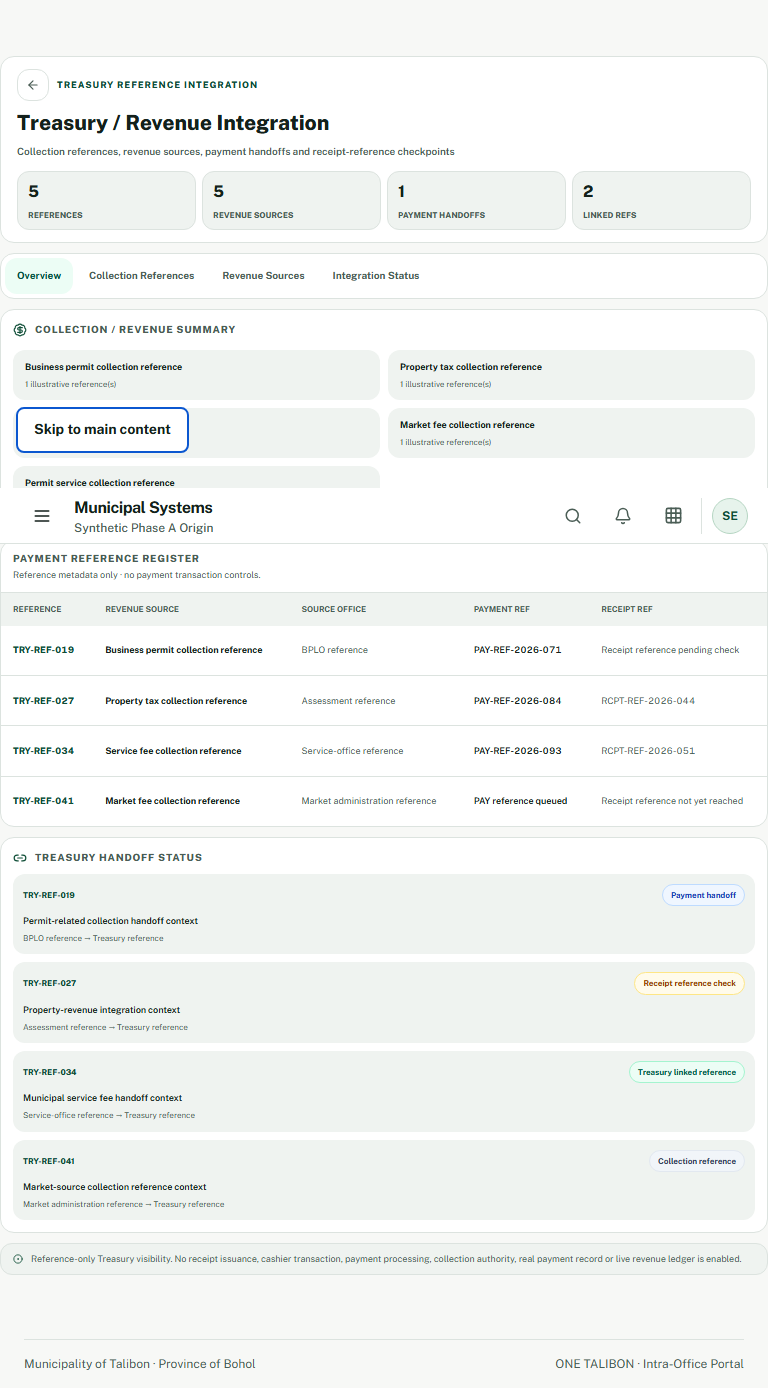 TREASURY REFERENCE INTEGRATION
Treasury / Revenue Integration
Collection references, revenue sources, payment handoffs and receipt-reference checkpoints
5
REFERENCES
5
REVENUE SOURCES
1
PAYMENT HANDOFFS
2
LINKED REFS
Overview
Collection References
Revenue Sources
Integration Status
COLLECTION / REVENUE SUMMARY
Business permit collection reference
1 illustrative reference(s)
Property tax collection reference
1 illustrative reference(s)
Skip to main content
Market fee collection reference
1 illustrative reference(s)
Permit service collection reference
Municipal Systems
Synthetic Phase A Origin
SE
PAYMENT REFERENCE REGISTER
Reference metadata only · no payment transaction controls.
REFERENCE REVENUE SOURCE SOURCE OFFICE PAYMENT REF RECEIPT REF
TRY-REF-019 Business permit collection reference BPLO reference PAY-REF-2026-071 Receipt reference pending check
TRY-REF-027 Property tax collection reference Assessment reference PAY-REF-2026-084 RCPT-REF-2026-044
TRY-REF-034 Service fee collection reference Service-office reference PAY-REF-2026-093 RCPT-REF-2026-051
TRY-REF-041 Market fee collection reference Market administration reference PAY reference queued Receipt reference not yet reached
TREASURY HANDOFF STATUS
TRY-REF-019
Payment handoff
Permit-related collection handoff context
BPLO reference → Treasury reference
TRY-REF-027
Receipt reference check
Property-revenue integration context
Assessment reference → Treasury reference
TRY-REF-034
Treasury linked reference
Municipal service fee handoff context
Service-office reference → Treasury reference
TRY-REF-041
Collection reference
Market-source collection reference context
Market administration reference → Treasury reference
Reference-only Treasury visibility. No receipt issuance, cashier transaction, payment processing, collection authority, real payment record or live revenue ledger is enabled.
Municipality of Talibon · Province of Bohol
ONE TALIBON · Intra-Office Portal